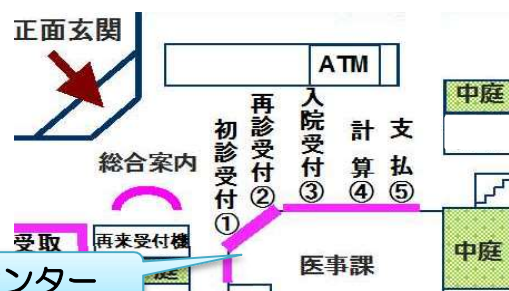 正面玄関
ATM
中庭
初診受付①
再診受付②
入院受付③
計算④
支払⑤
総合案内
受取
再来受付機
医事課
中庭
ンター
庭